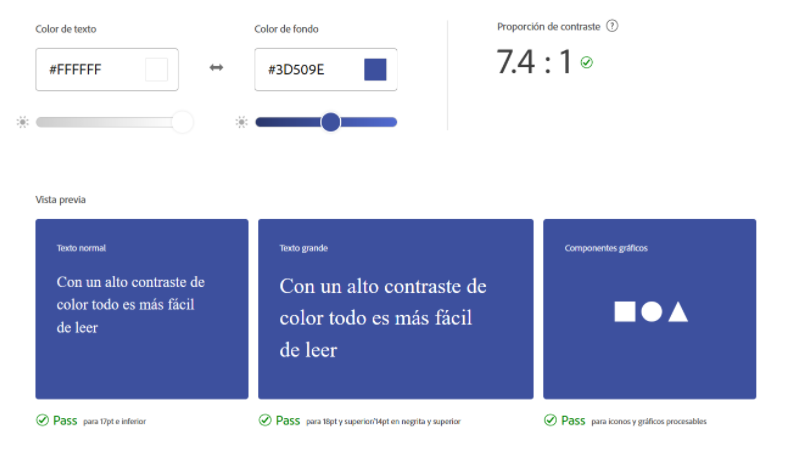 Color de texto
Color de fondo
Proporción de contraste ?
#FFFFFF
#3D509E
7.4 : 1
Vista previa
Texto normal
Con un alto contraste de
color todo es más fácil
de leer
Texto grande
Con un alto contraste de
color todo es más fácil
de leer
Componentes gráficos
Pass para 17pt e inferior
Pass para 18pt y superior/14pt en negrita y superior
Pass para iconos y gráficos procesables